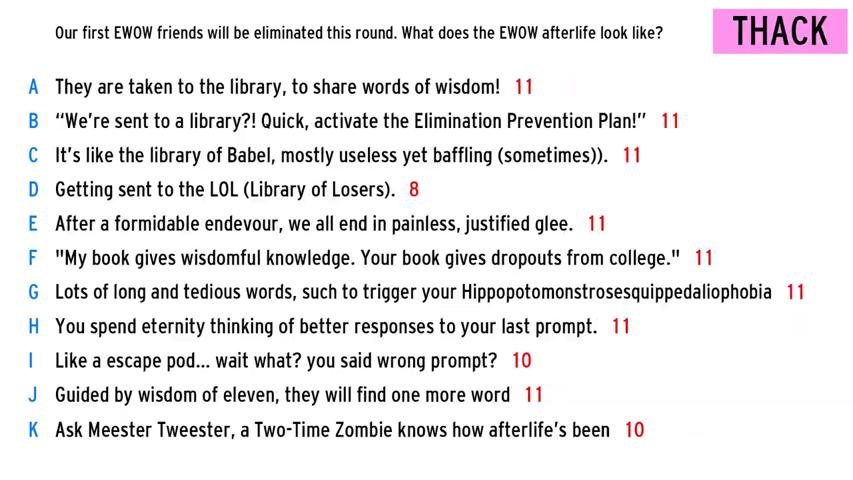 Our first EWOW friends will be eliminated this round. What does the EWOW afterlife look like?
THACK
A They are taken to the library, to share words of wisdom! 11
B “We’re sent to a library?! Quick, activate the Elimination Prevention Plan!” 11
C It’s like the library of Babel, mostly useless yet baffling (sometimes)). 11
D Getting sent to the LOL (Library of Losers). 8
E After a formidable endevour, we all end in painless, justified glee. 11
F "My book gives wisdomful knowledge. Your book gives dropouts from college." 11
G Lots of long and tedious words, such to trigger your Hippopotomonstrosesquippedaliophobia 11
H You spend eternity thinking of better responses to your last prompt. 11
I Like a escape pod... wait what? you said wrong prompt? 10
J Guided by wisdom of eleven, they will find one more word 11
K Ask Meester Tweester, a Two-Time Zombie knows how afterlife’s been 10